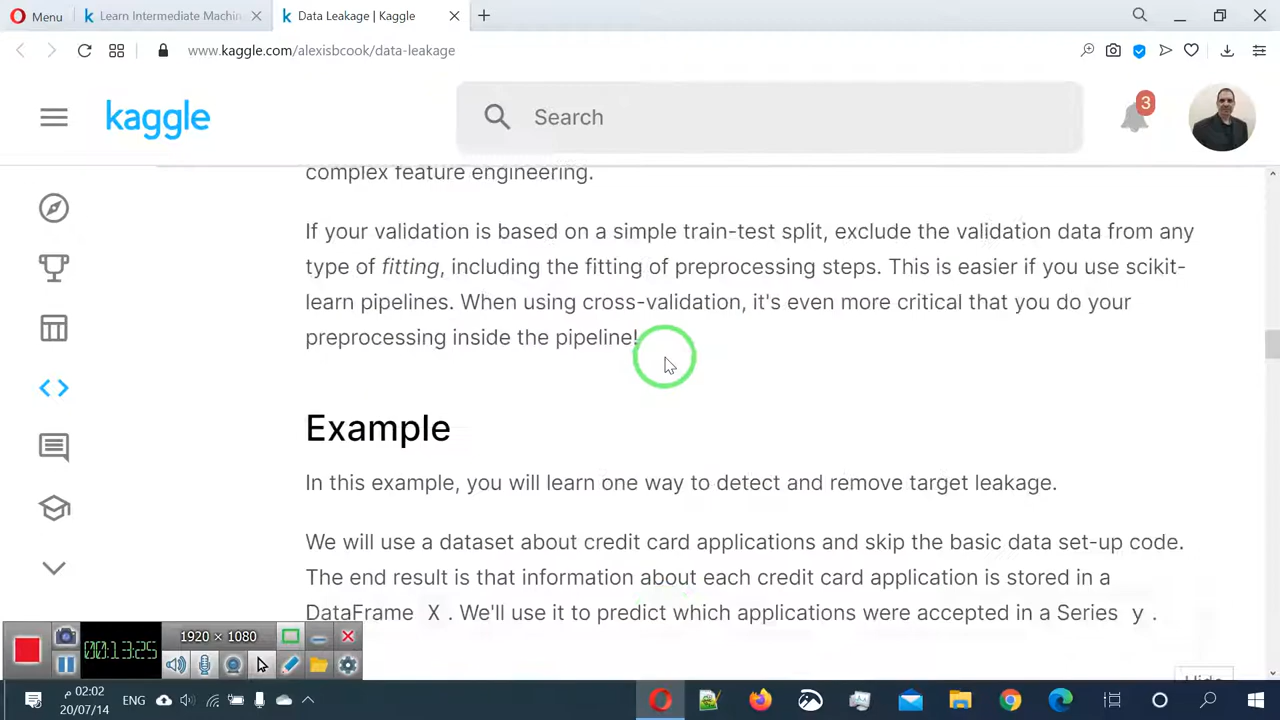 Menu
Learn Intermediate Machin
Data Leakage | Kaggle
www.kaggle.com/alexisbcook/data-leakage
kaggle
Search
3
complex feature engineering.
If your validation is based on a simple train-test split, exclude the validation data from any
type of fitting, including the fitting of preprocessing steps. This is easier if you use scikit-
learn pipelines. When using cross-validation, it's even more critical that you do your
preprocessing inside the pipeline!
Example
In this example, you will learn one way to detect and remove target leakage.
We will use a dataset about credit card applications and skip the basic data set-up code.
The end result is that information about each credit card application is stored in a
DataFrame X . We'll use it to predict which applications were accepted in a Series y .
Hide
00:13:25
1920 × 1080
02:02 م
20/07/14
ENG